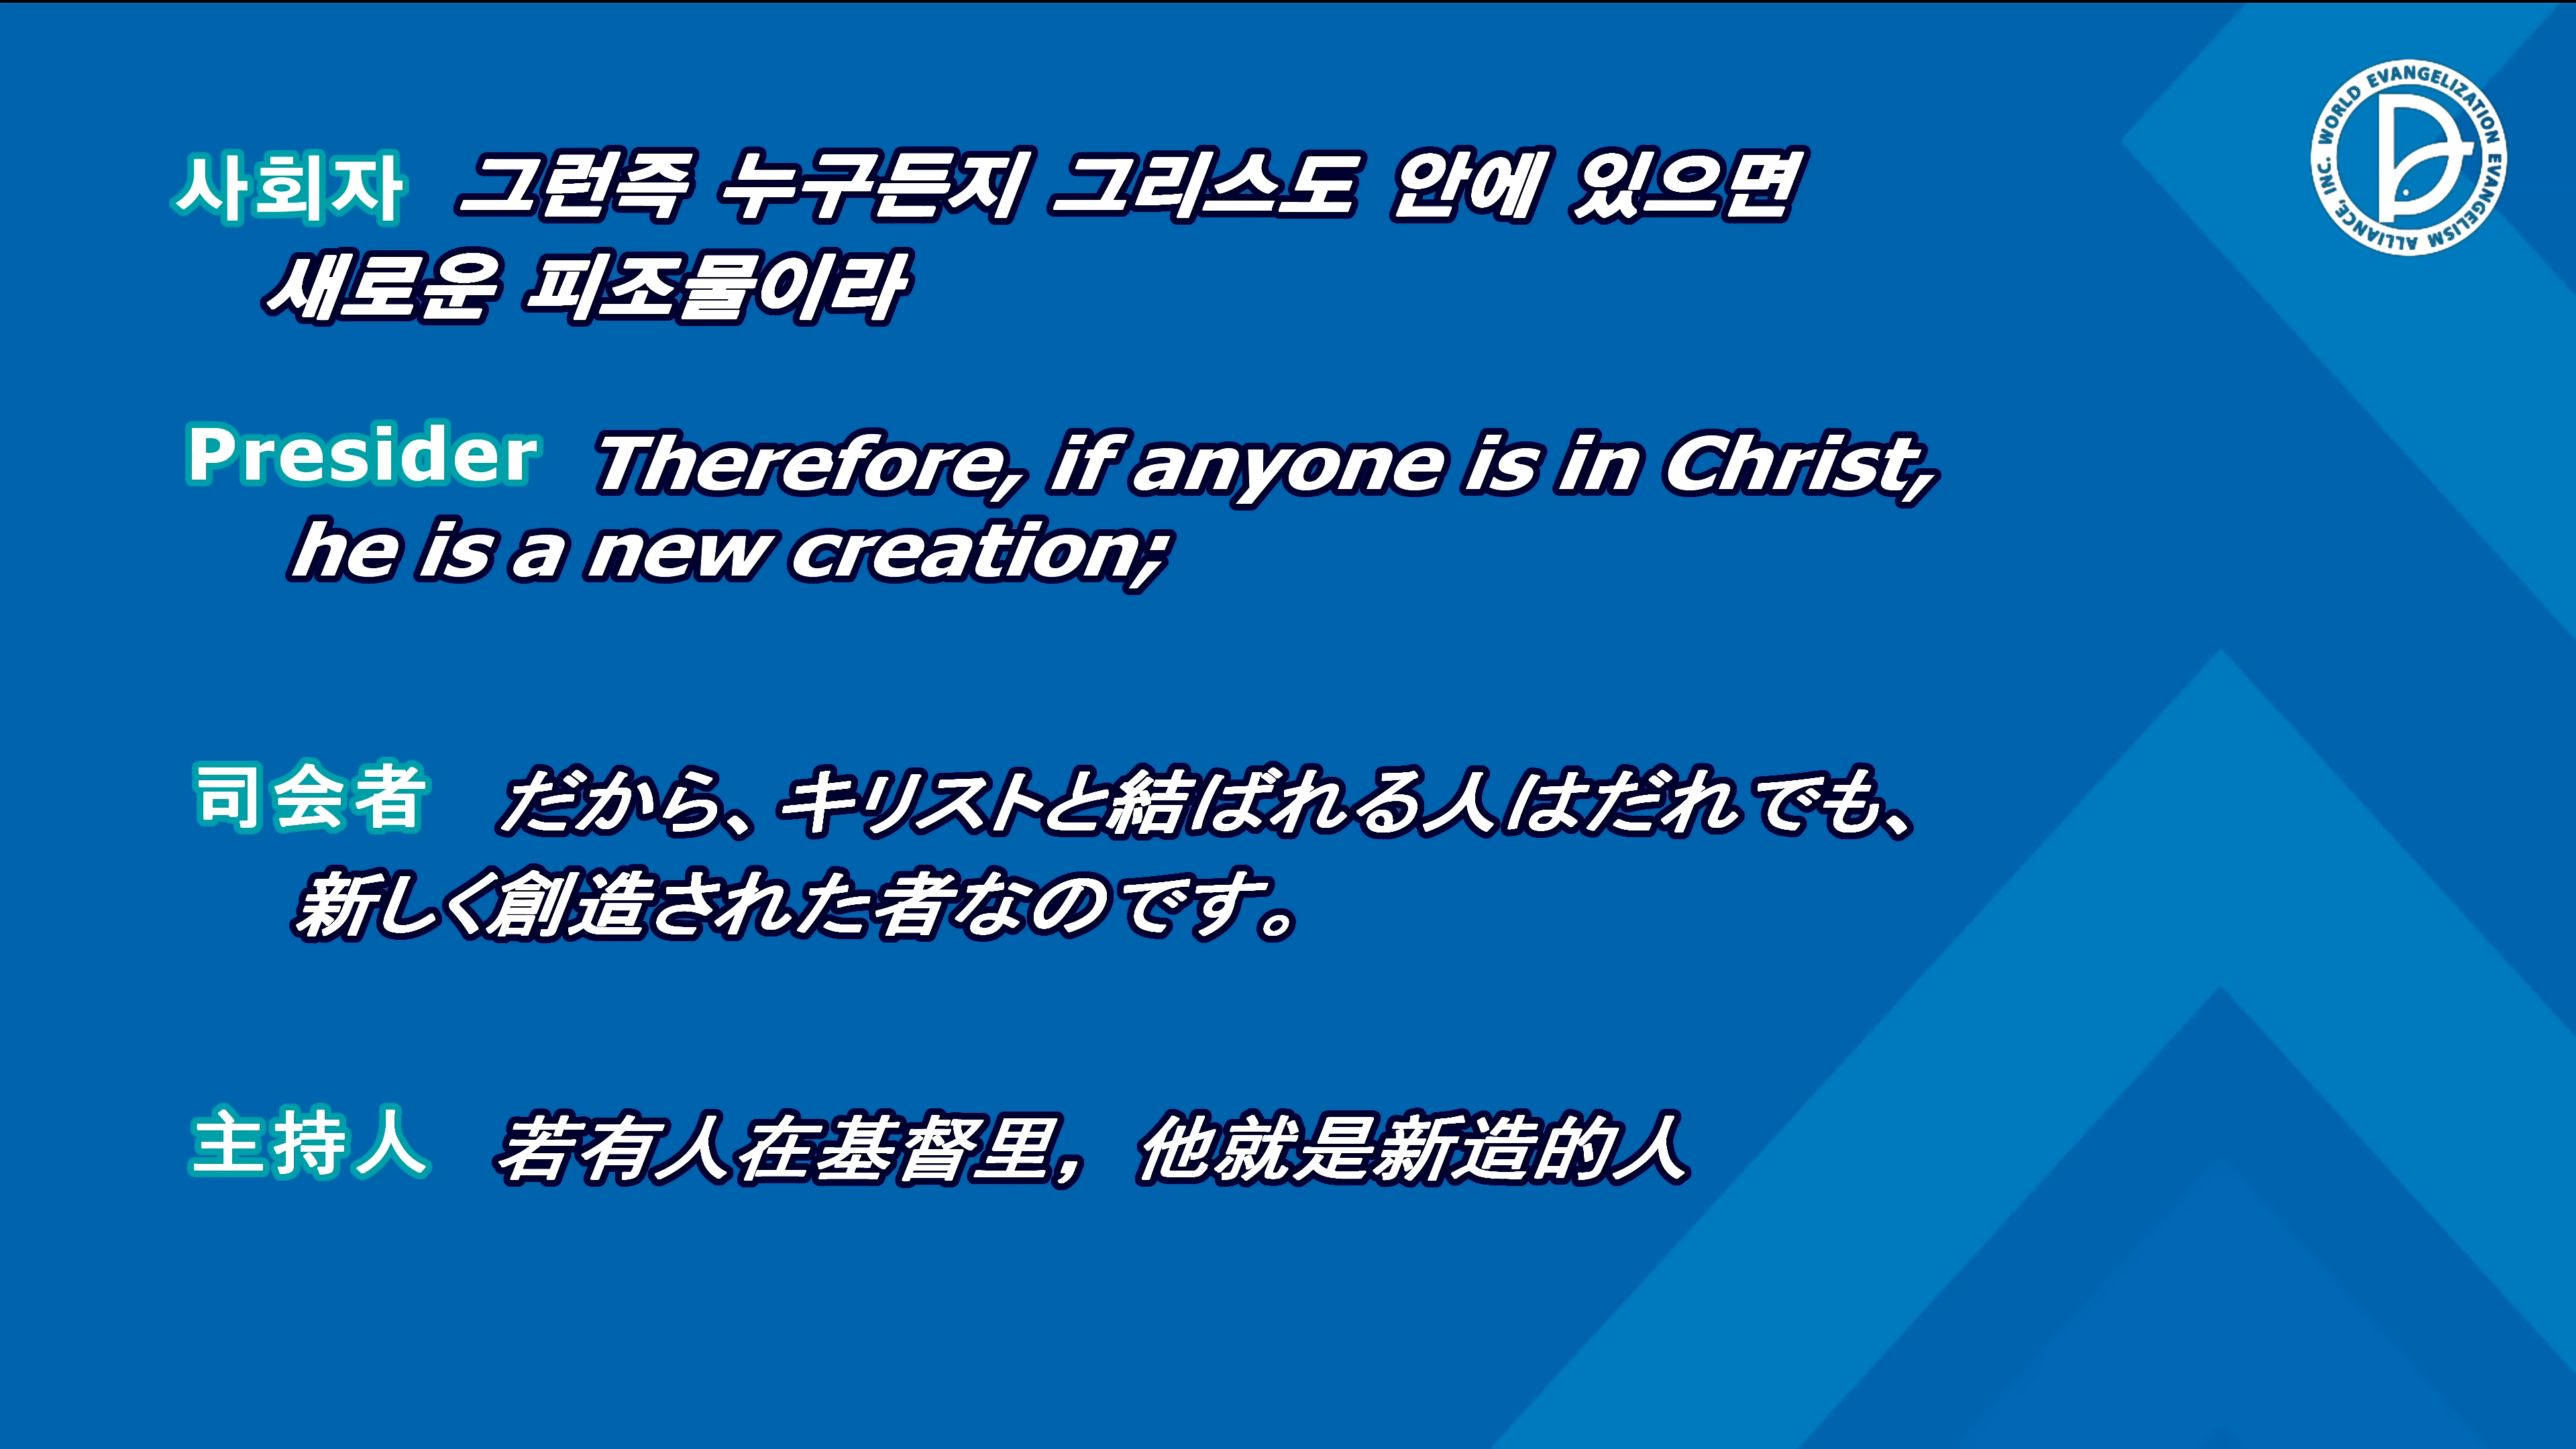 사회자 그런즉 누구든지 그리스도 안에 있으면
새로운 피조물이라
Presider Therefore, if anyone is in Christ,
he is a new creation;
司会者 だから、キリストと結ばれる人はだれでも、
新しく創造された者なのです。
主持人 若有人在基督里，他就是新造的人
WORLD EVANGELIZATION EVANGELISM ALLIANCE, INC.